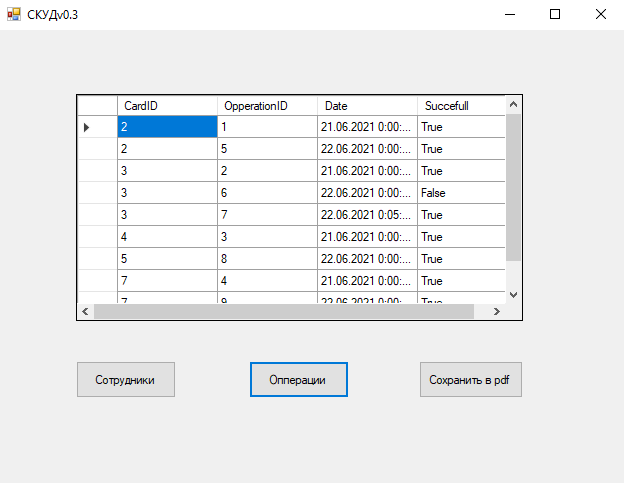 СКУДv0.3
CardID OpperationID Date Succefull
2 1 21.06.2021 0:00:... True
2 5 22.06.2021 0:00:... True
3 2 21.06.2021 0:00:... True
3 6 22.06.2021 0:00:... False
3 7 22.06.2021 0:05:... True
4 3 21.06.2021 0:00:... True
5 8 22.06.2021 0:00:... True
7 4 21.06.2021 0:00:... True
7 9 22.06.2021 0:00:... True
Сотрудники Опперации Сохранить в pdf